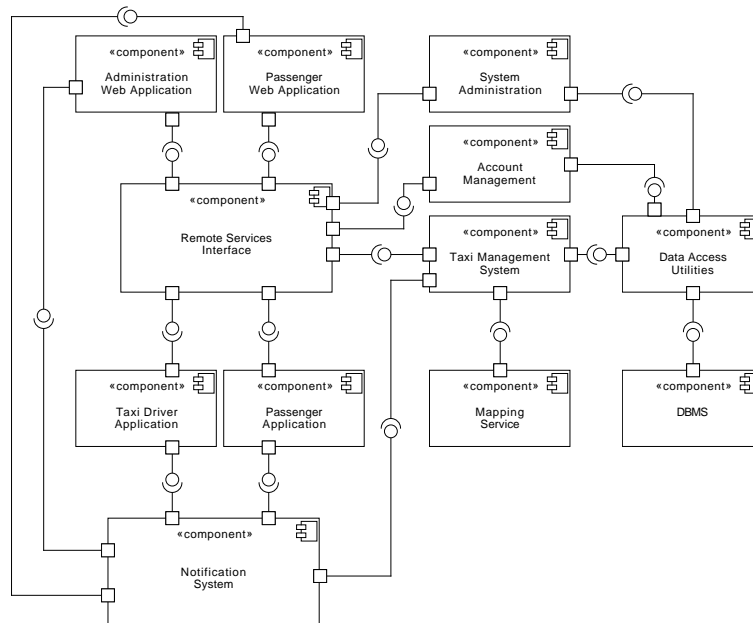 «component»
Administration
Web Application
«component»
Passenger
Web Application
«component»
System
Administration
«component»
Account
Management
«component»
Remote Services
Interface
«component»
Taxi Management
System
«component»
Data Access
Utilities
«component»
Taxi Driver
Application
«component»
Passenger
Application
«component»
Mapping
Service
«component»
DBMS
«component»
Notification
System